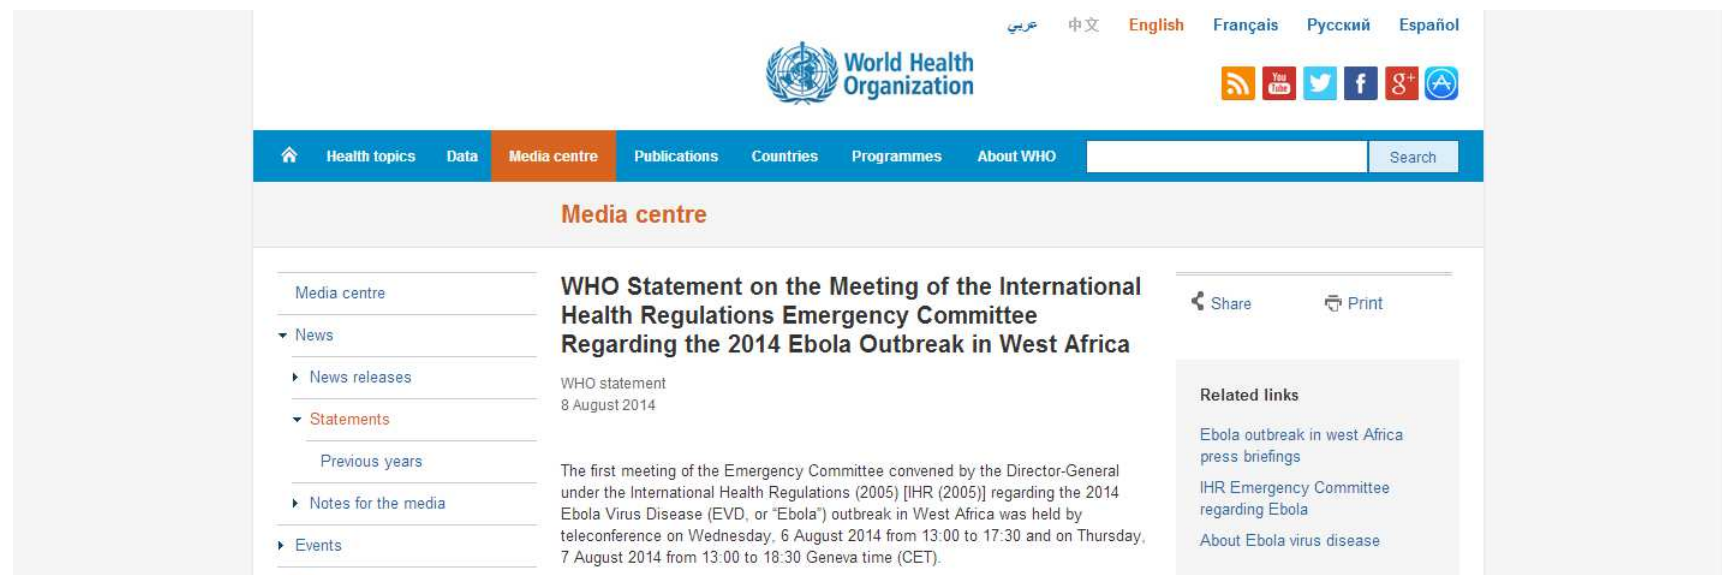 عربي 中文 English Français Русский Español
World Health
Organization
You
Tube
f
g+
Health topics Data Media centre Publications Countries Programmes About WHO Search
Media centre
Media centre
News
News releases
Statements
Previous years
Notes for the media
Events
WHO Statement on the Meeting of the International
Health Regulations Emergency Committee
Regarding the 2014 Ebola Outbreak in West Africa
WHO statement
8 August 2014
The first meeting of the Emergency Committee convened by the Director-General
under the International Health Regulations (2005) [IHR (2005)] regarding the 2014
Ebola Virus Disease (EVD, or “Ebola”) outbreak in West Africa was held by
teleconference on Wednesday, 6 August 2014 from 13:00 to 17:30 and on Thursday,
7 August 2014 from 13:00 to 18:30 Geneva time (CET).
Share Print
Related links
Ebola outbreak in west Africa
press briefings
IHR Emergency Committee
regarding Ebola
About Ebola virus disease